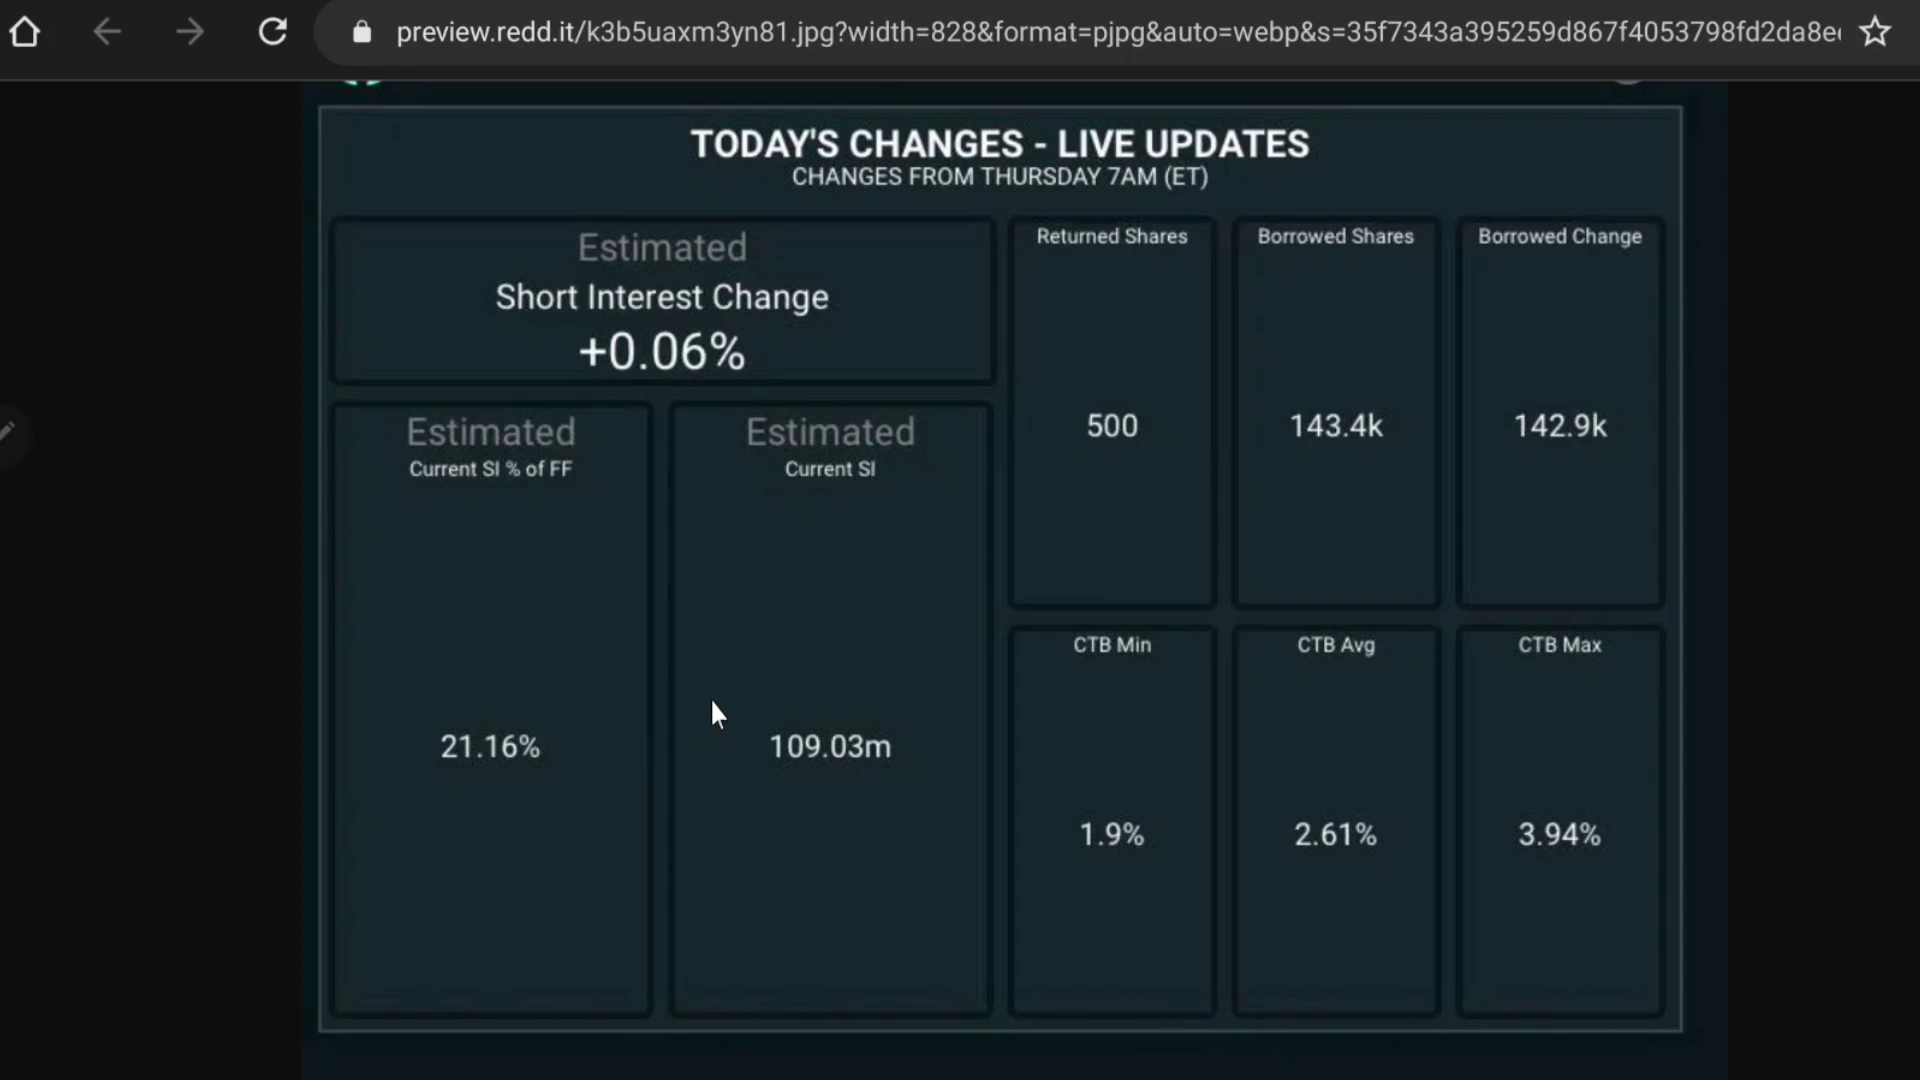 preview.redd.it/k3b5uaxm3yn81.jpg?width=828&format=pjpg&auto=webp&s=35f7343a395259d867f4053798fd2da8e
TODAY'S CHANGES - LIVE UPDATES
CHANGES FROM THURSDAY 7AM (ET)
Estimated
Short Interest Change
+0.06%
Estimated
Current SI % of FF
21.16%
Estimated
Current SI
109.03m
Returned Shares
500
Borrowed Shares
143.4k
Borrowed Change
142.9k
CTB Min
1.9%
CTB Avg
2.61%
CTB Max
3.94%